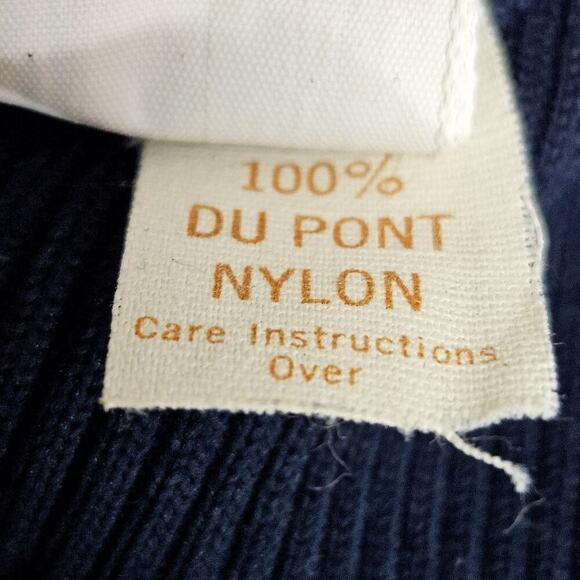 100%
DU PONT
NYLON
Care Instructions
Over